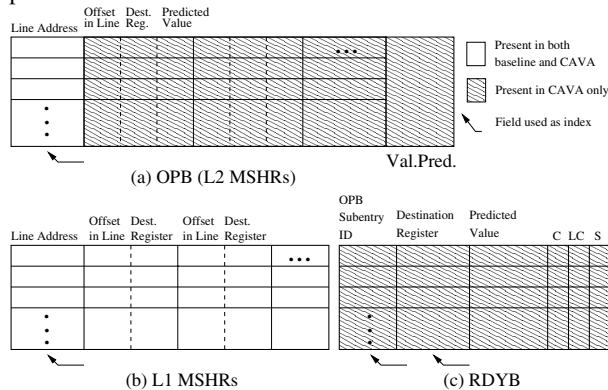 Offset in Line
Dest. Reg.
Predicted Value
Line Address
...
Present in both baseline and CAVA
Present in CAVA only
Field used as index
Val.Pred.
(a) OPB (L2 MSHRs)
Line Address
Offset in Line
Dest. Register
Offset in Line
Dest. Register
...
(b) L1 MSHRs
OPB Subentry ID
Destination Register
Predicted Value
C
LC
S
(c) RDYB